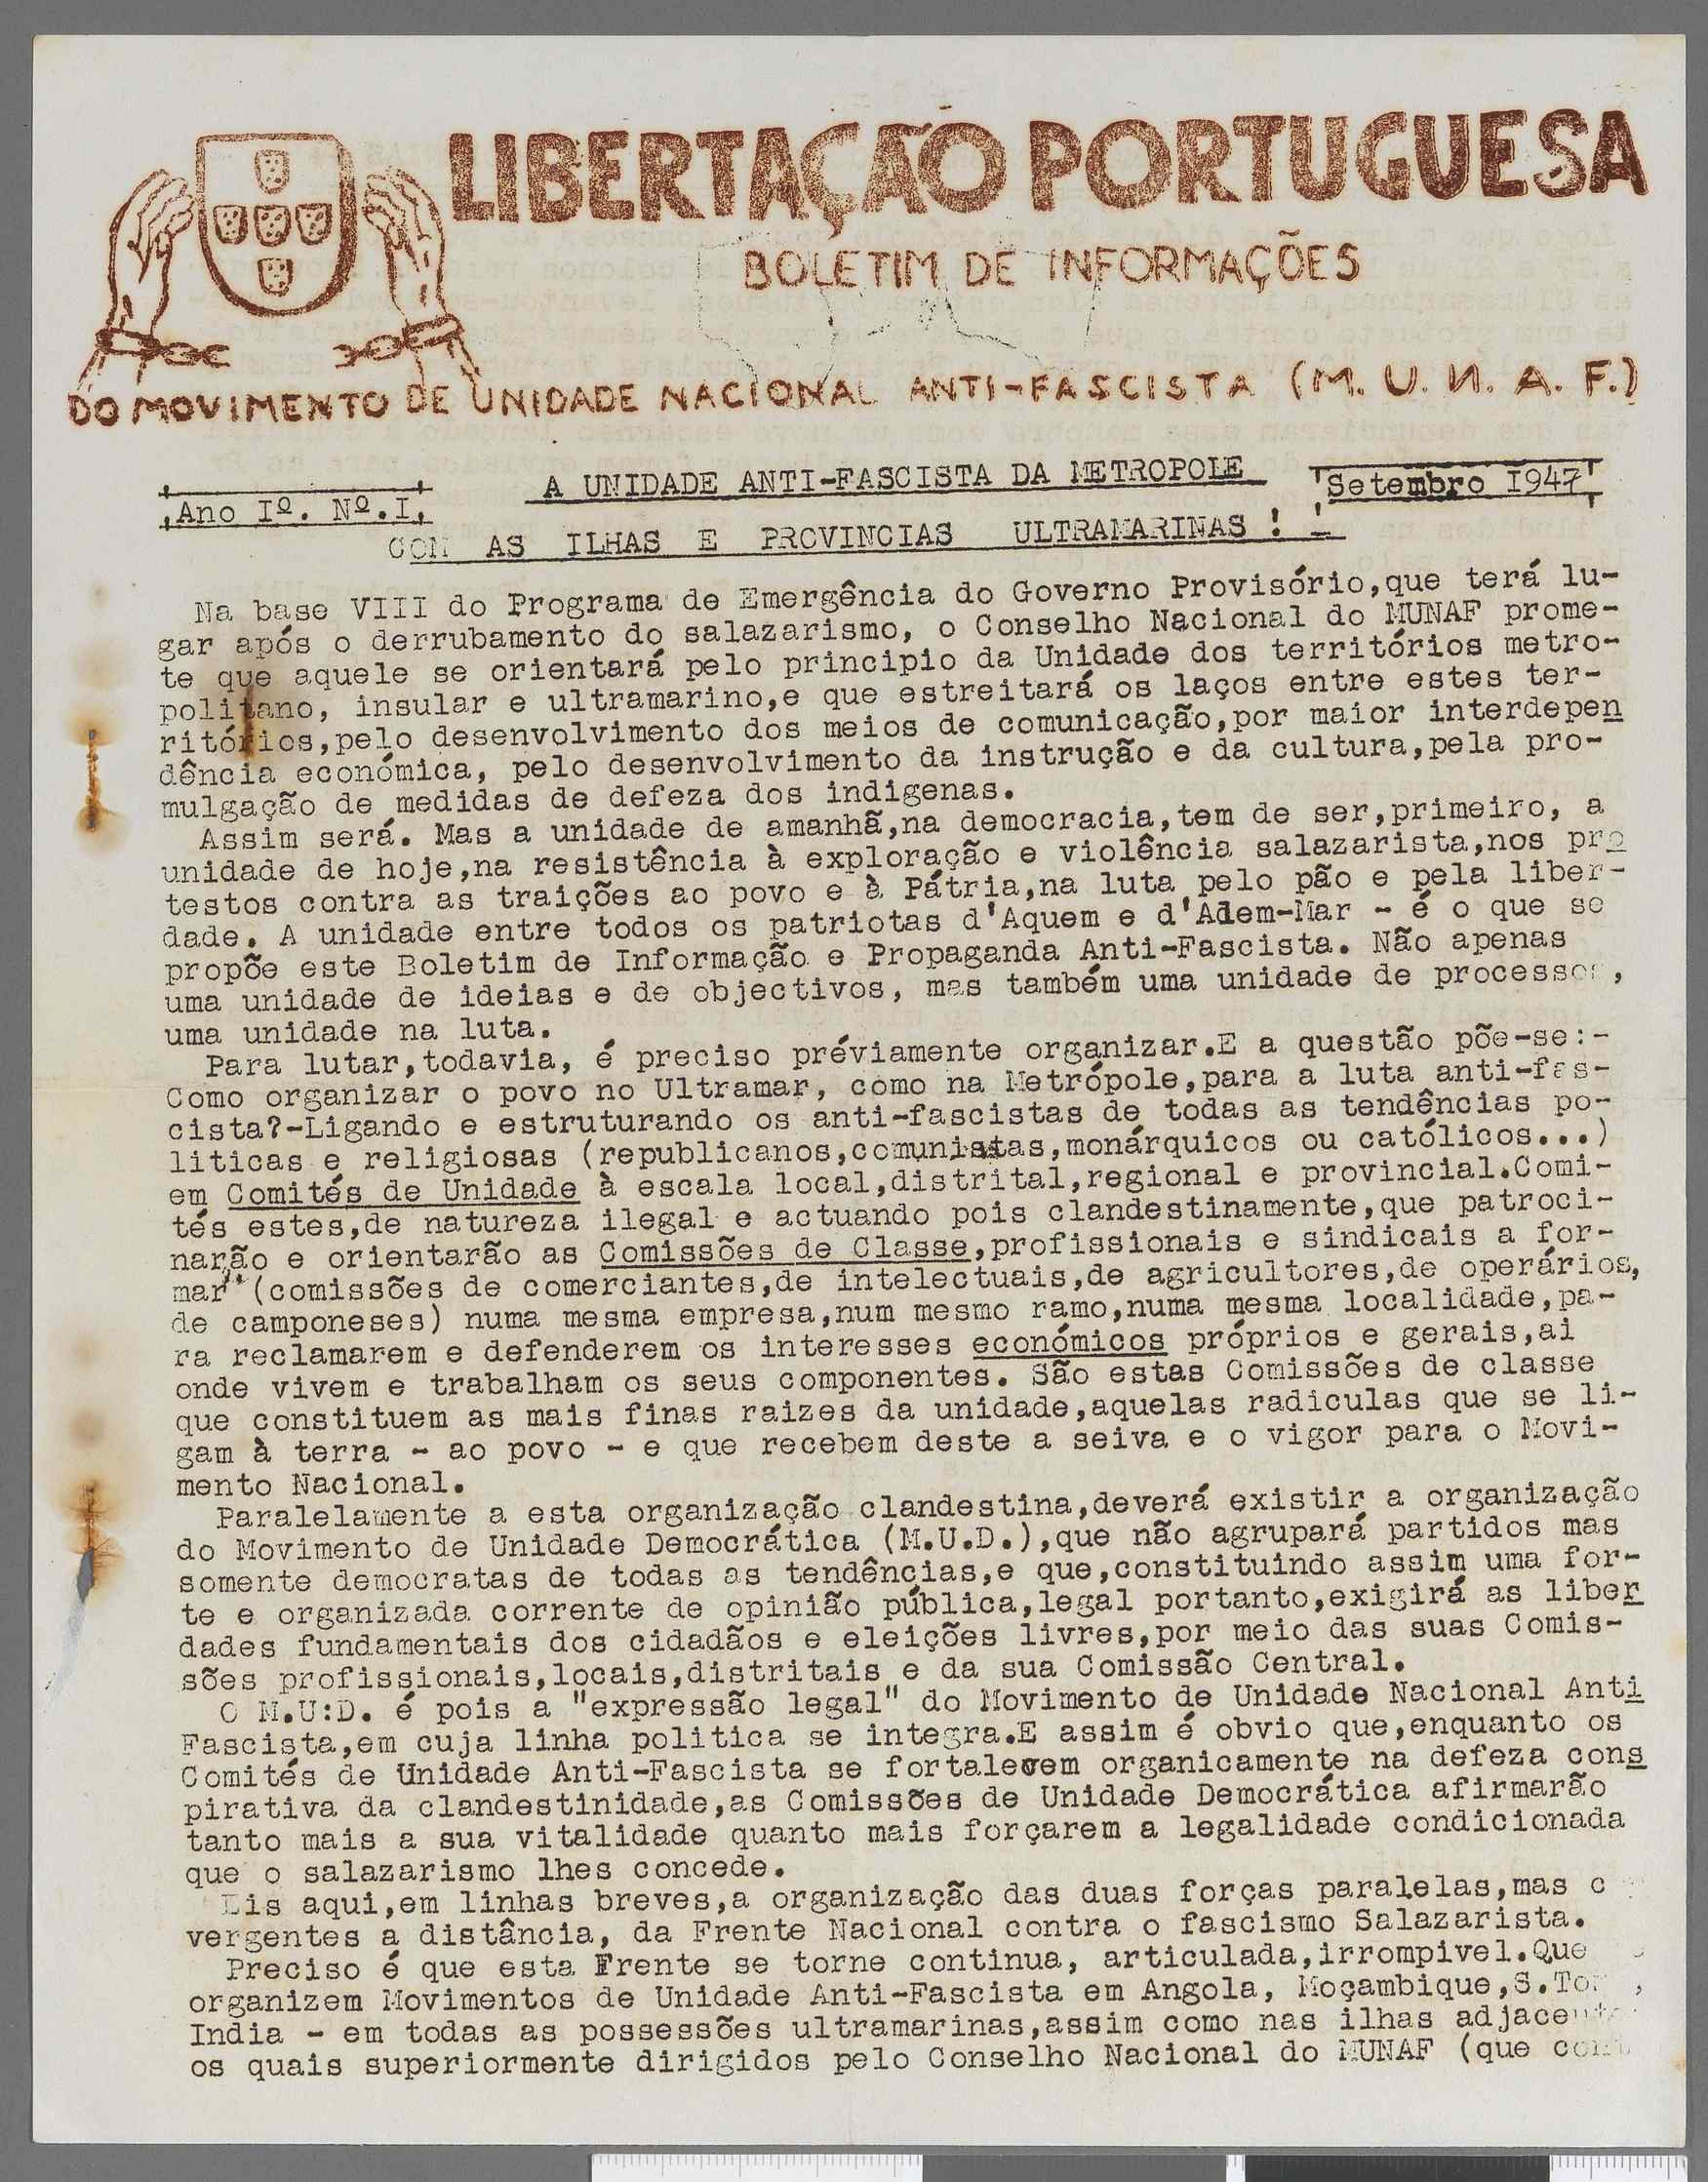 LIBERTAÇÃO PORTUGUESA
BOLETIM DE INFORMAÇÕES
DO MOVIMENTO DE UNIDADE NACIONAL ANTI-FASCISTA (M. U. N. A. F.)
A UNIDADE ANTI-FASCISTA DA METROPOLE
Ano Iº. Nº.I.
Setembro I947
COM AS ILHAS E PROVINCIAS ULTRAMARINAS ! -
Na base VIII do Programa de Emergência do Governo Provisório,que terá lu-
gar após o derrubamento do salazarismo, o Conselho Nacional do MUNAF prome-
te que aquele se orientará pelo principio da Unidade dos territórios metro-
politano, insular e ultramarino,e que estreitará os laços entre estes ter-
ritórios,pelo desenvolvimento dos meios de comunicação,por maior interdepen
dência económica, pelo desenvolvimento da instrução e da cultura,pela pro-
mulgação de medidas de defeza dos indigenas.
Assim será. Mas a unidade de amanhã,na democracia,tem de ser,primeiro, a
unidade de hoje,na resistência à exploração e violência salazarista,nos pro
testos contra as traições ao povo e à Pátria,na luta pelo pão e pela liber-
dade. A unidade entre todos os patriotas d'Aquem e d'Alem-Mar - é o que se
propõe este Boletim de Informação e Propaganda Anti-Fascista. Não apenas
uma unidade de ideias e de objectivos, mas também uma unidade de processos,
uma unidade na luta.
Para lutar,todavia, é preciso préviamente organizar.E a questão põe-se:-
Como organizar o povo no Ultramar, como na Metrópole,para a luta anti-fas-
cista?-Ligando e estruturando os anti-fascistas de todas as tendências po-
liticas e religiosas (republicanos,comunistas,monárquicos ou católicos...)
em Comités de Unidade à escala local,distrital,regional e provincial.Comi-
tés estes,de natureza ilegal e actuando pois clandestinamente,que patroci-
narão e orientarão as Comissões de Classe,profissionais e sindicais a for-
mar (comissões de comerciantes,de intelectuais,de agricultores,de operários,
de camponeses) numa mesma empresa,num mesmo ramo,numa mesma localidade,pa-
ra reclamarem e defenderem os interesses económicos próprios e gerais,ai
onde vivem e trabalham os seus componentes. São estas Comissões de classe
que constituem as mais finas raizes da unidade,aquelas radiculas que se li-
gam à terra - ao povo - e que recebem deste a seiva e o vigor para o Movi-
mento Nacional.
Paralelamente a esta organização clandestina,deverá existir a organização
do Movimento de Unidade Democrática (M.U.D.),que não agrupará partidos mas
somente democratas de todas as tendências,e que,constituindo assim uma for-
te e organizada corrente de opinião pública,legal portanto,exigirá as liber
dades fundamentais dos cidadãos e eleições livres,por meio das suas Comis-
sões profissionais,locais,distritais e da sua Comissão Central.
O M.U:D. é pois a "expressão legal" do Movimento de Unidade Nacional Anti
Fascista,em cuja linha politica se integra.E assim é obvio que,enquanto os
Comités de Unidade Anti-Fascista se fortalecem organicamente na defeza cons
pirativa da clandestinidade,as Comissões de Unidade Democrática afirmarão
tanto mais a sua vitalidade quanto mais forçarem a legalidade condicionada
que o salazarismo lhes concede.
Eis aqui,em linhas breves,a organização das duas forças paralelas,mas
vergentes a distância, da Frente Nacional contra o fascismo Salazarista.
Preciso é que esta Frente se torne continua, articulada,irrompivel.Que
organizem Movimentos de Unidade Anti-Fascista em Angola, Moçambique,S.
India - em todas as possessões ultramarinas,assim como nas ilhas
os quais superiormente dirigidos pelo Conselho Nacional do MUNAF (que